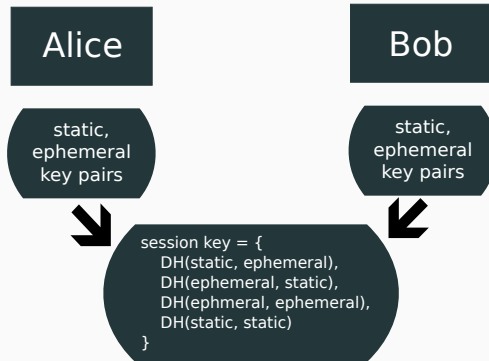 Alice
Bob
static,
ephemeral
key pairs
static,
ephemeral
key pairs
session key = {
DH(static, ephemeral),
DH(ephemeral, static),
DH(ephmeral, ephemeral),
DH(static, static)
}